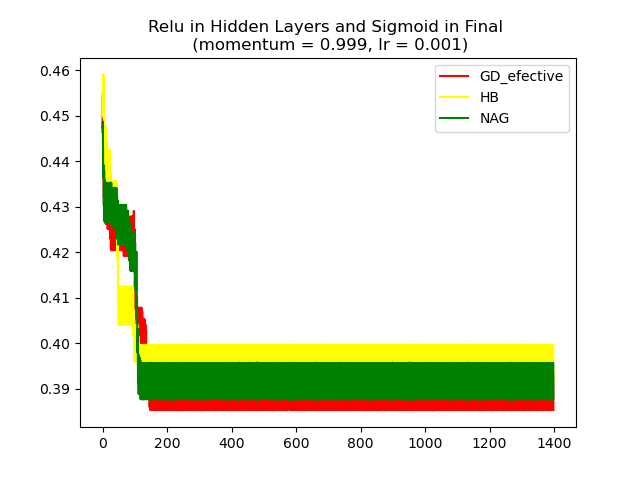 Relu in Hidden Layers and Sigmoid in Final
(momentum = 0.999, lr = 0.001)
GD_efective
HB
NAG
0.46
0.45
0.44
0.43
0.42
0.41
0.40
0.39
0 200 400 600 800 1000 1200 1400